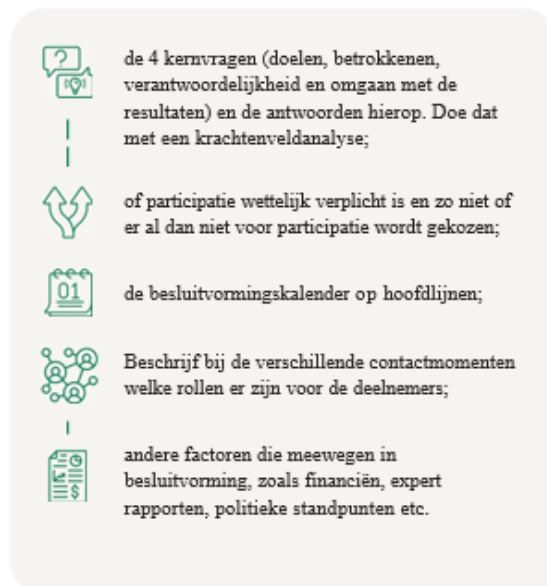 de 4 kernvragen (doelen, betrokkenen,
verantwoordelijkheid en omgaan met de
resultaten) en de antwoorden hierop. Doe dat
met een krachtenveldanalyse;
of participatie wettelijk verplicht is en zo niet of
er al dan niet voor participatie wordt gekozen;
01
de besluitvormingskalender op hoofdlijnen;
Beschrijf bij de verschillende contactmomenten
welke rollen er zijn voor de deelnemers;
andere factoren die meewegen in
besluitvorming, zoals financiën, expert
rapporten, politieke standpunten etc.